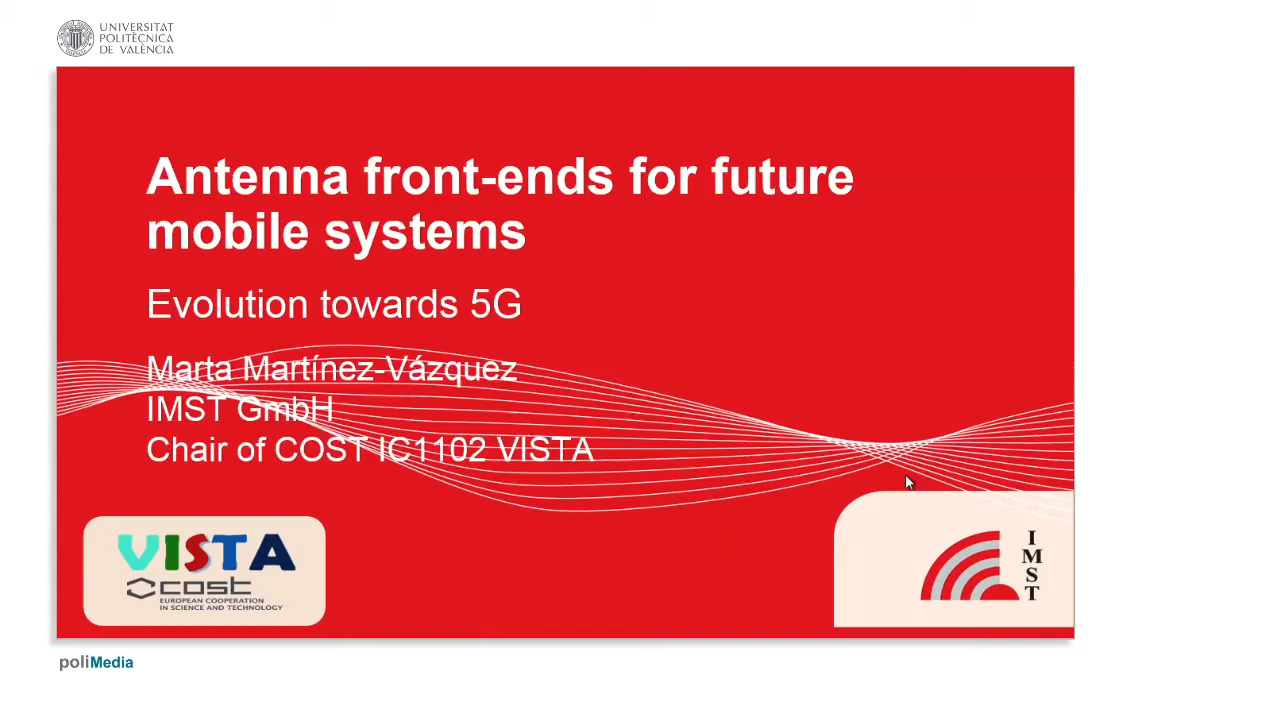 UNIVERSITAT
POLITÈCNICA
DE VALÈNCIA
Antenna front-ends for future
mobile systems
Evolution towards 5G
Marta Martínez-Vázquez
IMST GmbH
Chair of COST IC1102 VISTA
VISTA
cost
EUROPEAN COOPERATION
IN SCIENCE AND TECHNOLOGY
I
M
S
T
poliMedia